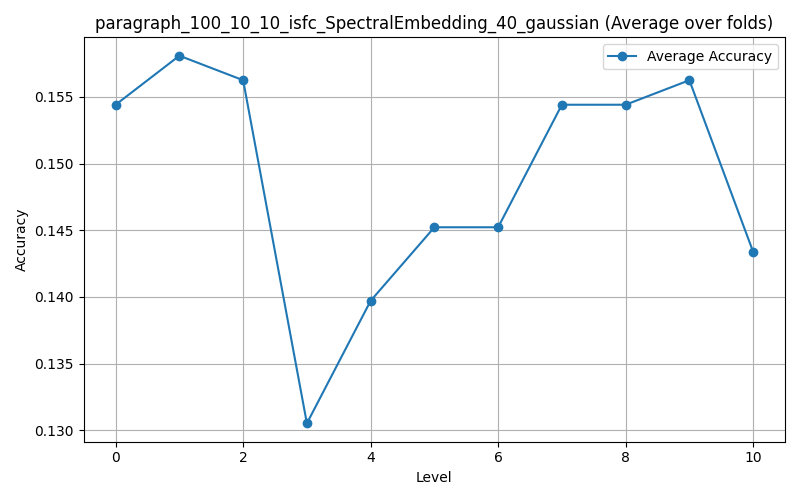 paragraph_100_10_10_isfc_SpectralEmbedding_40_gaussian (Average over folds)
Average Accuracy
Accuracy
0.155
0.150
0.145
0.140
0.135
0.130
0 2 4 6 8 10
Level